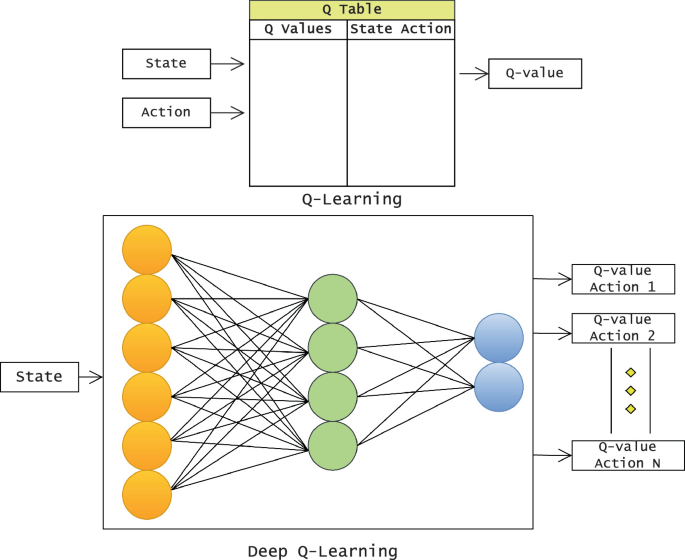 Q Table
Q Values State Action
State
Action
Q-value
Q-Learning
State
Q-value
Action 1
Q-value
Action 2
Q-value
Action N
Deep Q-Learning